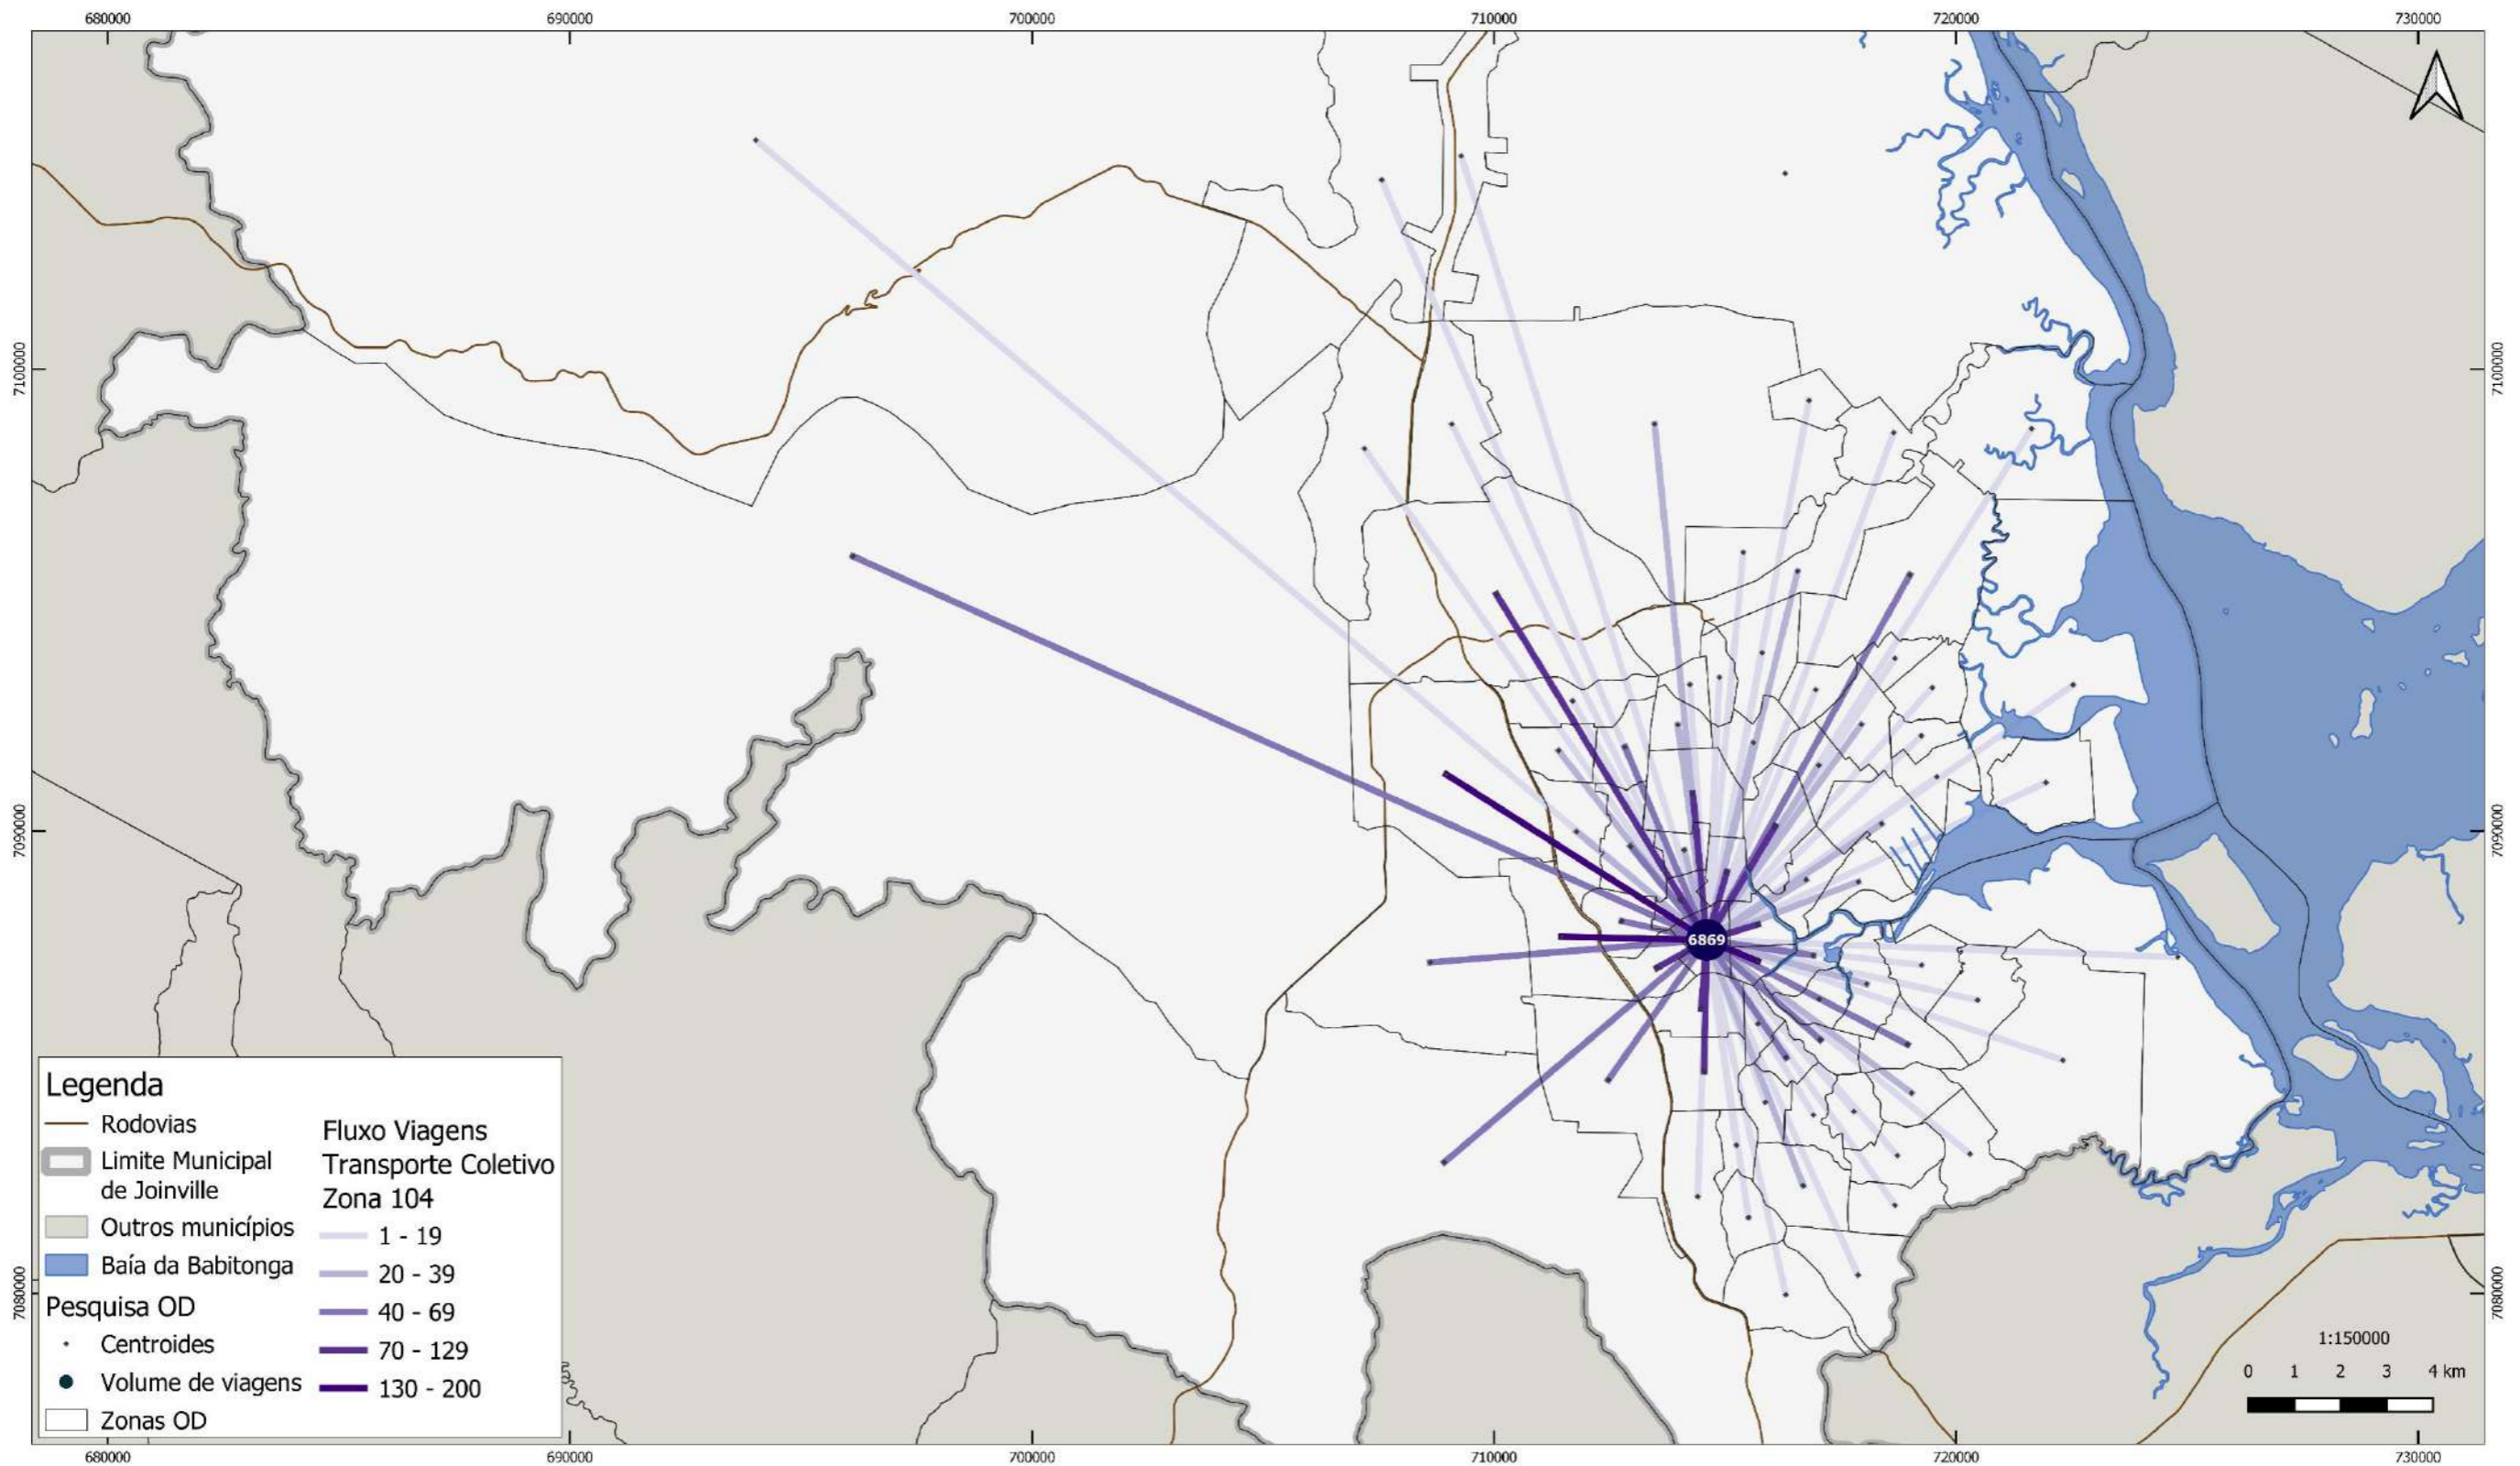 680000
690000
700000
710000
720000
730000
7100000
7100000
7090000
7090000
6869
7080000
7080000
Legenda
Rodovias
Limite Municipal
de Joinville
Outros municípios
Baía da Babitonga
Pesquisa OD
Centroides
Volume de viagens
Zonas OD
Fluxo Viagens
Transporte Coletivo
Zona 104
1 - 19
20 - 39
40 - 69
70 - 129
130 - 200
1:150000
0 1 2 3 4 km
680000
690000
700000
710000
720000
730000